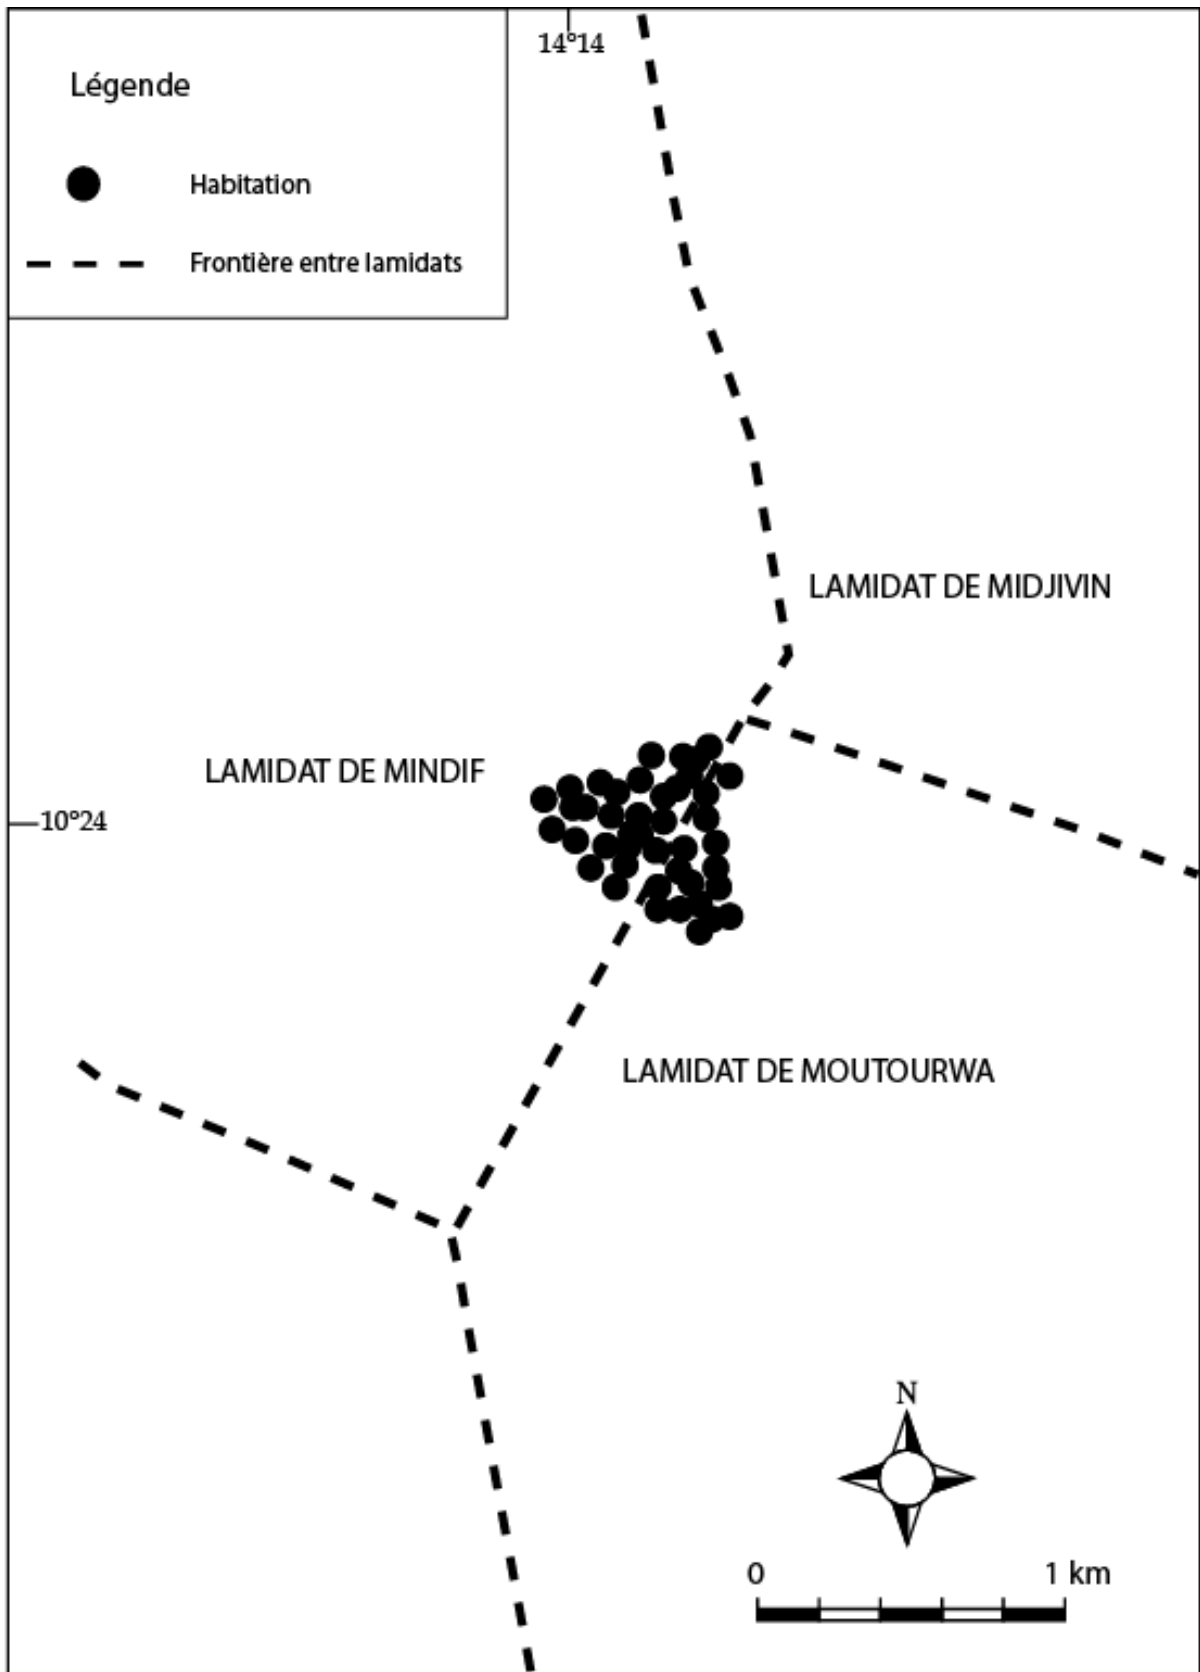 14°14
Légende
Habitation
Frontière entre lamidats
LAMIDAT DE MIDJIVIN
LAMIDAT DE MINDIF
10°24
LAMIDAT DE MOUTOURWA
N
0 1 km